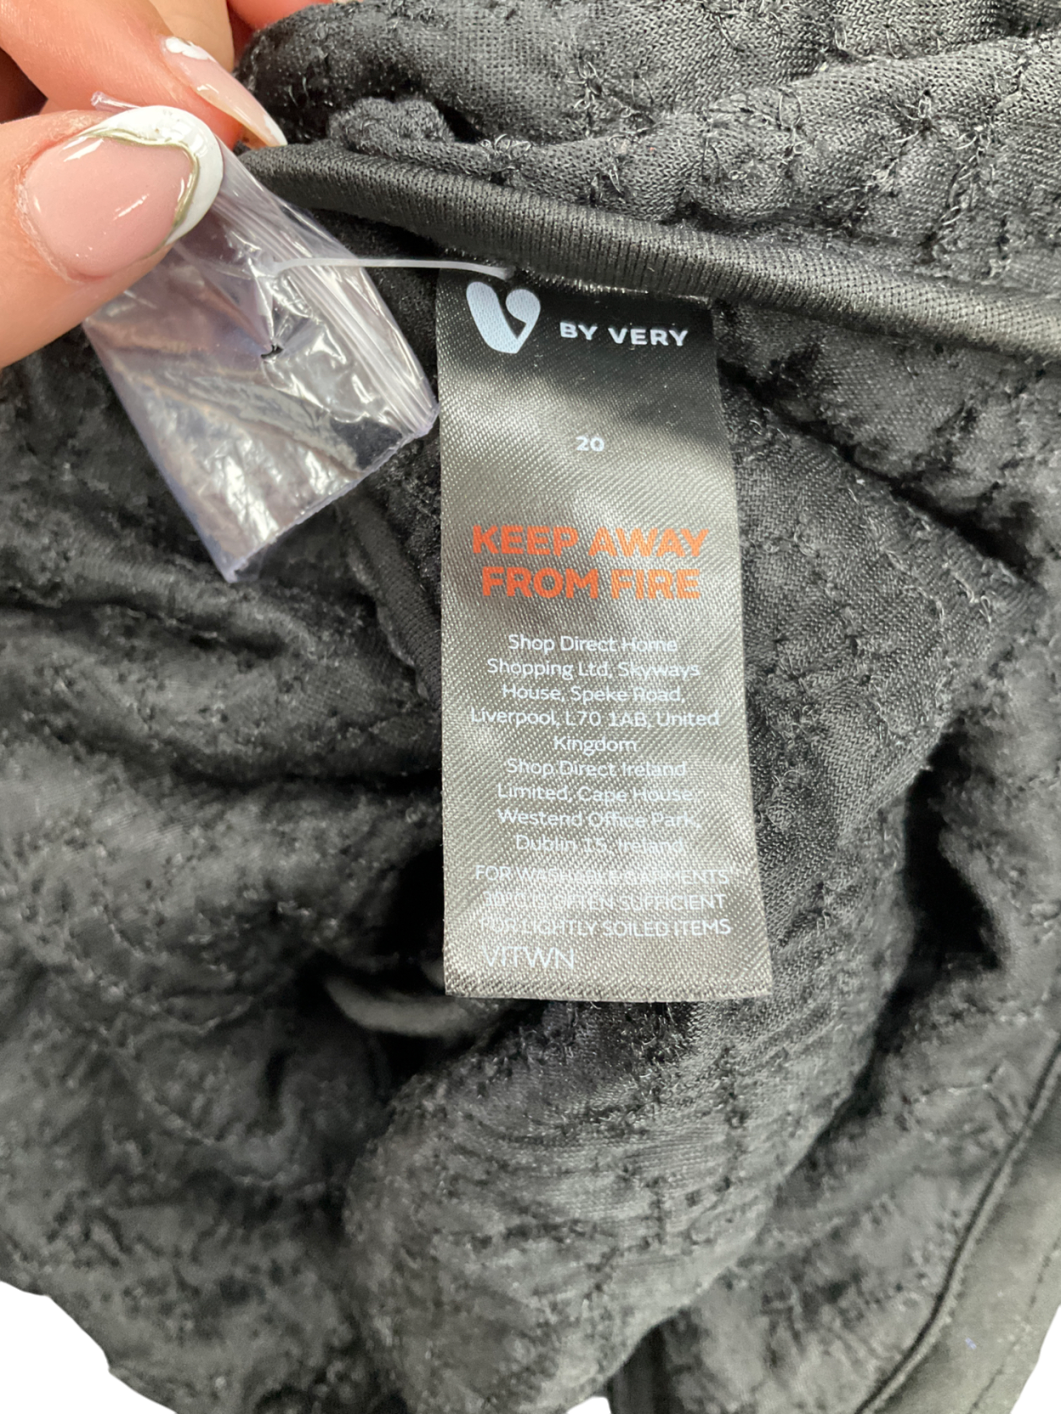 V BY VERY
20
KEEP AWAY
FROM FIRE
Shop Direct Home
Shopping Ltd, Skyways
House, Speke Road,
Liverpool, L70 1AB, United
Kingdom
Shop Direct Ireland
Limited, Cape House,
Westend Office Park,
Dublin 15, Ireland
FOR WASHABLE GARMENTS
30°C IS OFTEN SUFFICIENT
FOR LIGHTLY SOILED ITEMS
V1TWN